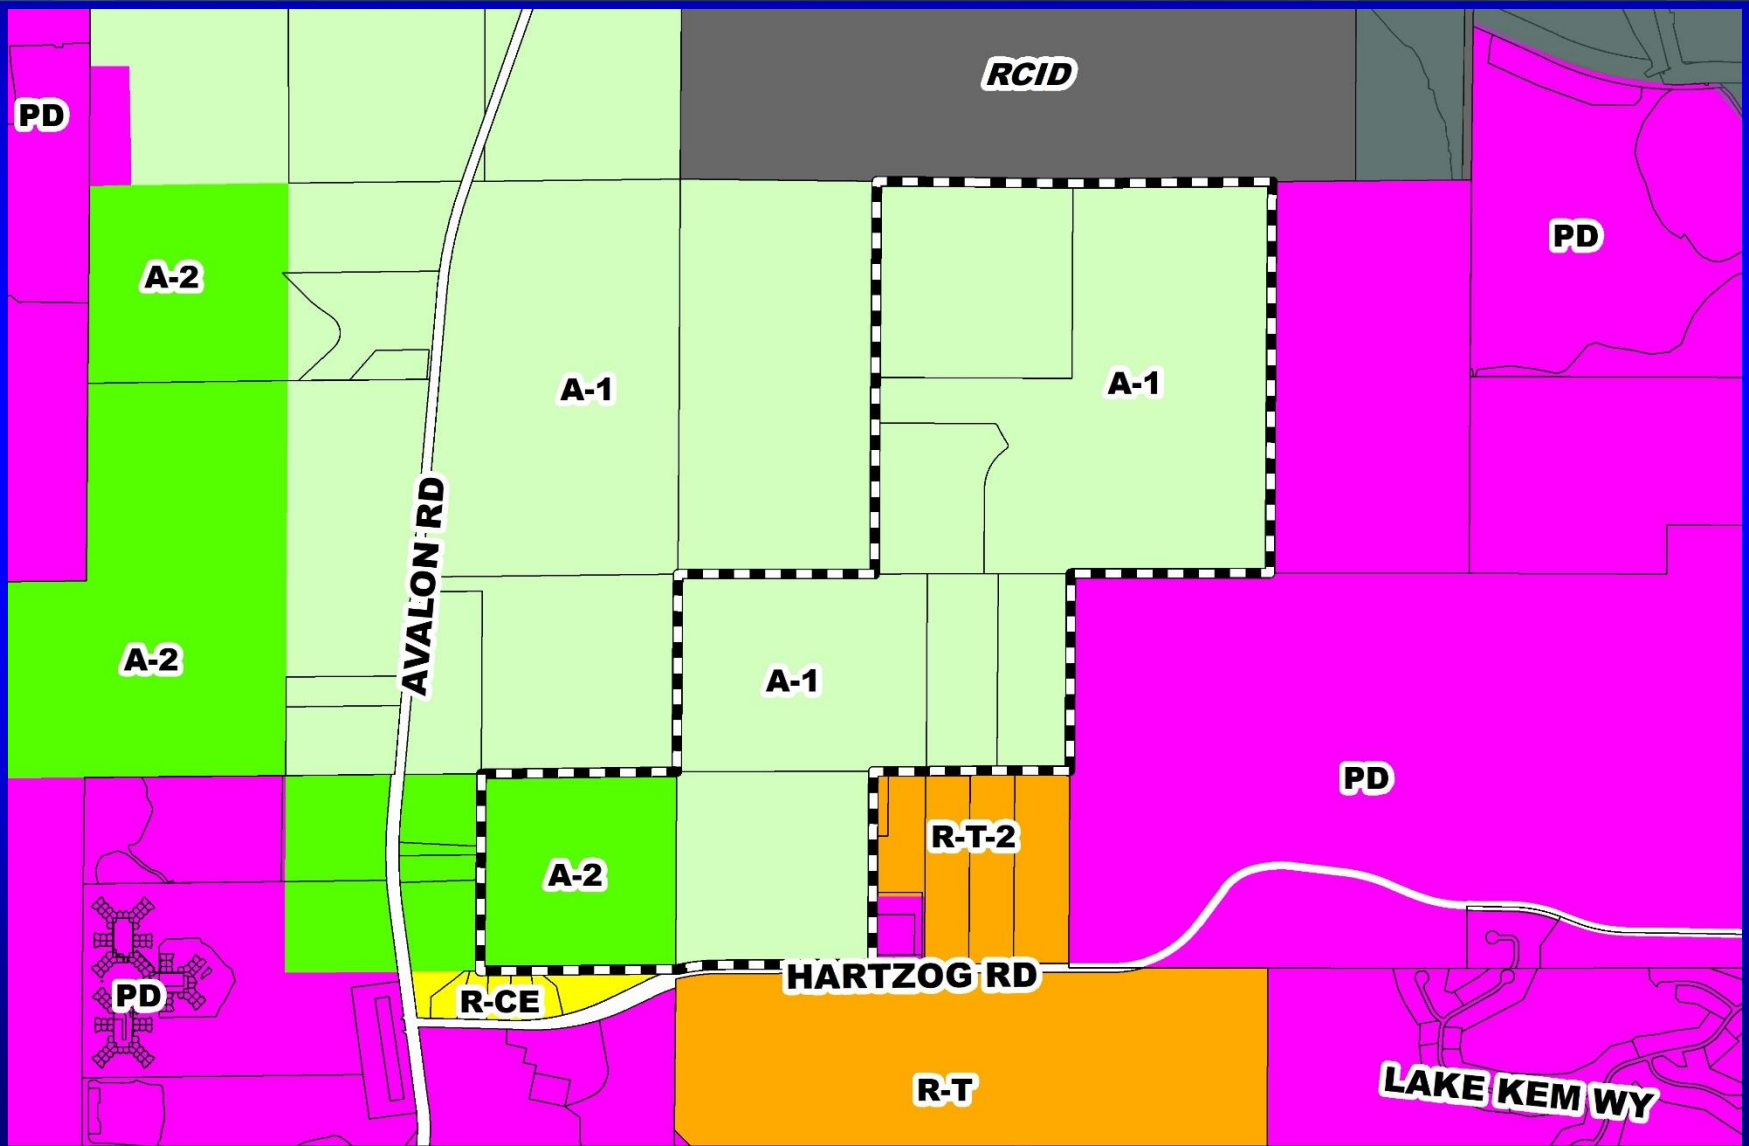 RCID
PD
PD
A-2
A-1
A-1
AVALON RD
A-2
A-1
PD
R-T-2
A-2
HARTZOG RD
PD
R-CE
R-T
LAKE KEM WY